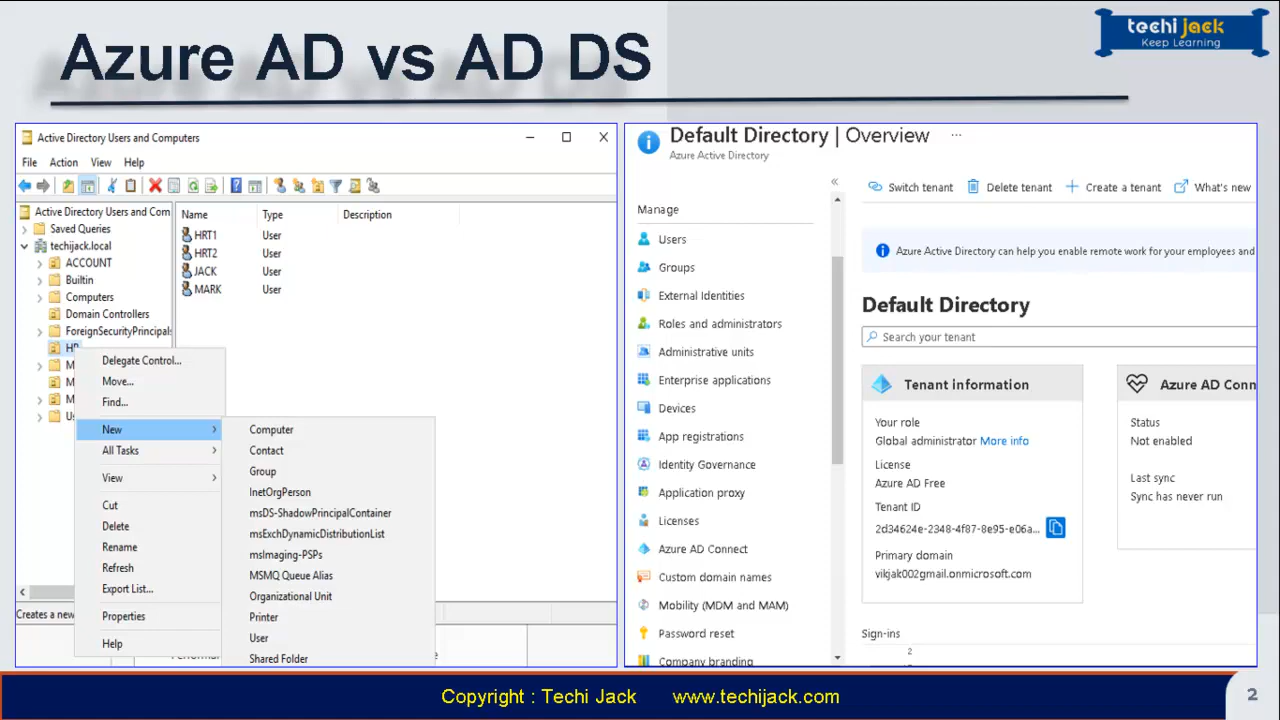 Azure AD vs AD DS
techi jack
Keep Learning
Active Directory Users and Computers
File Action View Help
Active Directory Users and Com
Saved Queries
techijack.local
ACCOUNT
Builtin
Computers
Domain Controllers
ForeignSecurityPrincipals
HR
M
M
M
Us
Creates a new
Name Type Description
HRT1 User
HRT2 User
JACK User
MARK User
Delegate Control...
Move...
Find...
New
All Tasks
View
Cut
Delete
Rename
Refresh
Export List...
Properties
Help
Computer
Contact
Group
InetOrgPerson
msDS-ShadowPrincipalContainer
msExchDynamicDistributionList
msImaging-PSPs
MSMQ Queue Alias
Organizational Unit
Printer
User
Shared Folder
Default Directory | Overview ...
Azure Active Directory
Manage
Users
Groups
External Identities
Roles and administrators
Administrative units
Enterprise applications
Devices
App registrations
Identity Governance
Application proxy
Licenses
Azure AD Connect
Custom domain names
Mobility (MDM and MAM)
Password reset
Company branding
Switch tenant Delete tenant Create a tenant What's new
Azure Active Directory can help you enable remote work for your employees and
Default Directory
Search your tenant
Tenant information
Your role
Global administrator More info
License
Azure AD Free
Tenant ID
2d34624e-2348-4f87-8e95-e06a...
Primary domain
vikjak002gmail.onmicrosoft.com
Azure AD Conn
Status
Not enabled
Last sync
Sync has never run
Sign-ins
2
Copyright : Techi Jack www.techijack.com
2